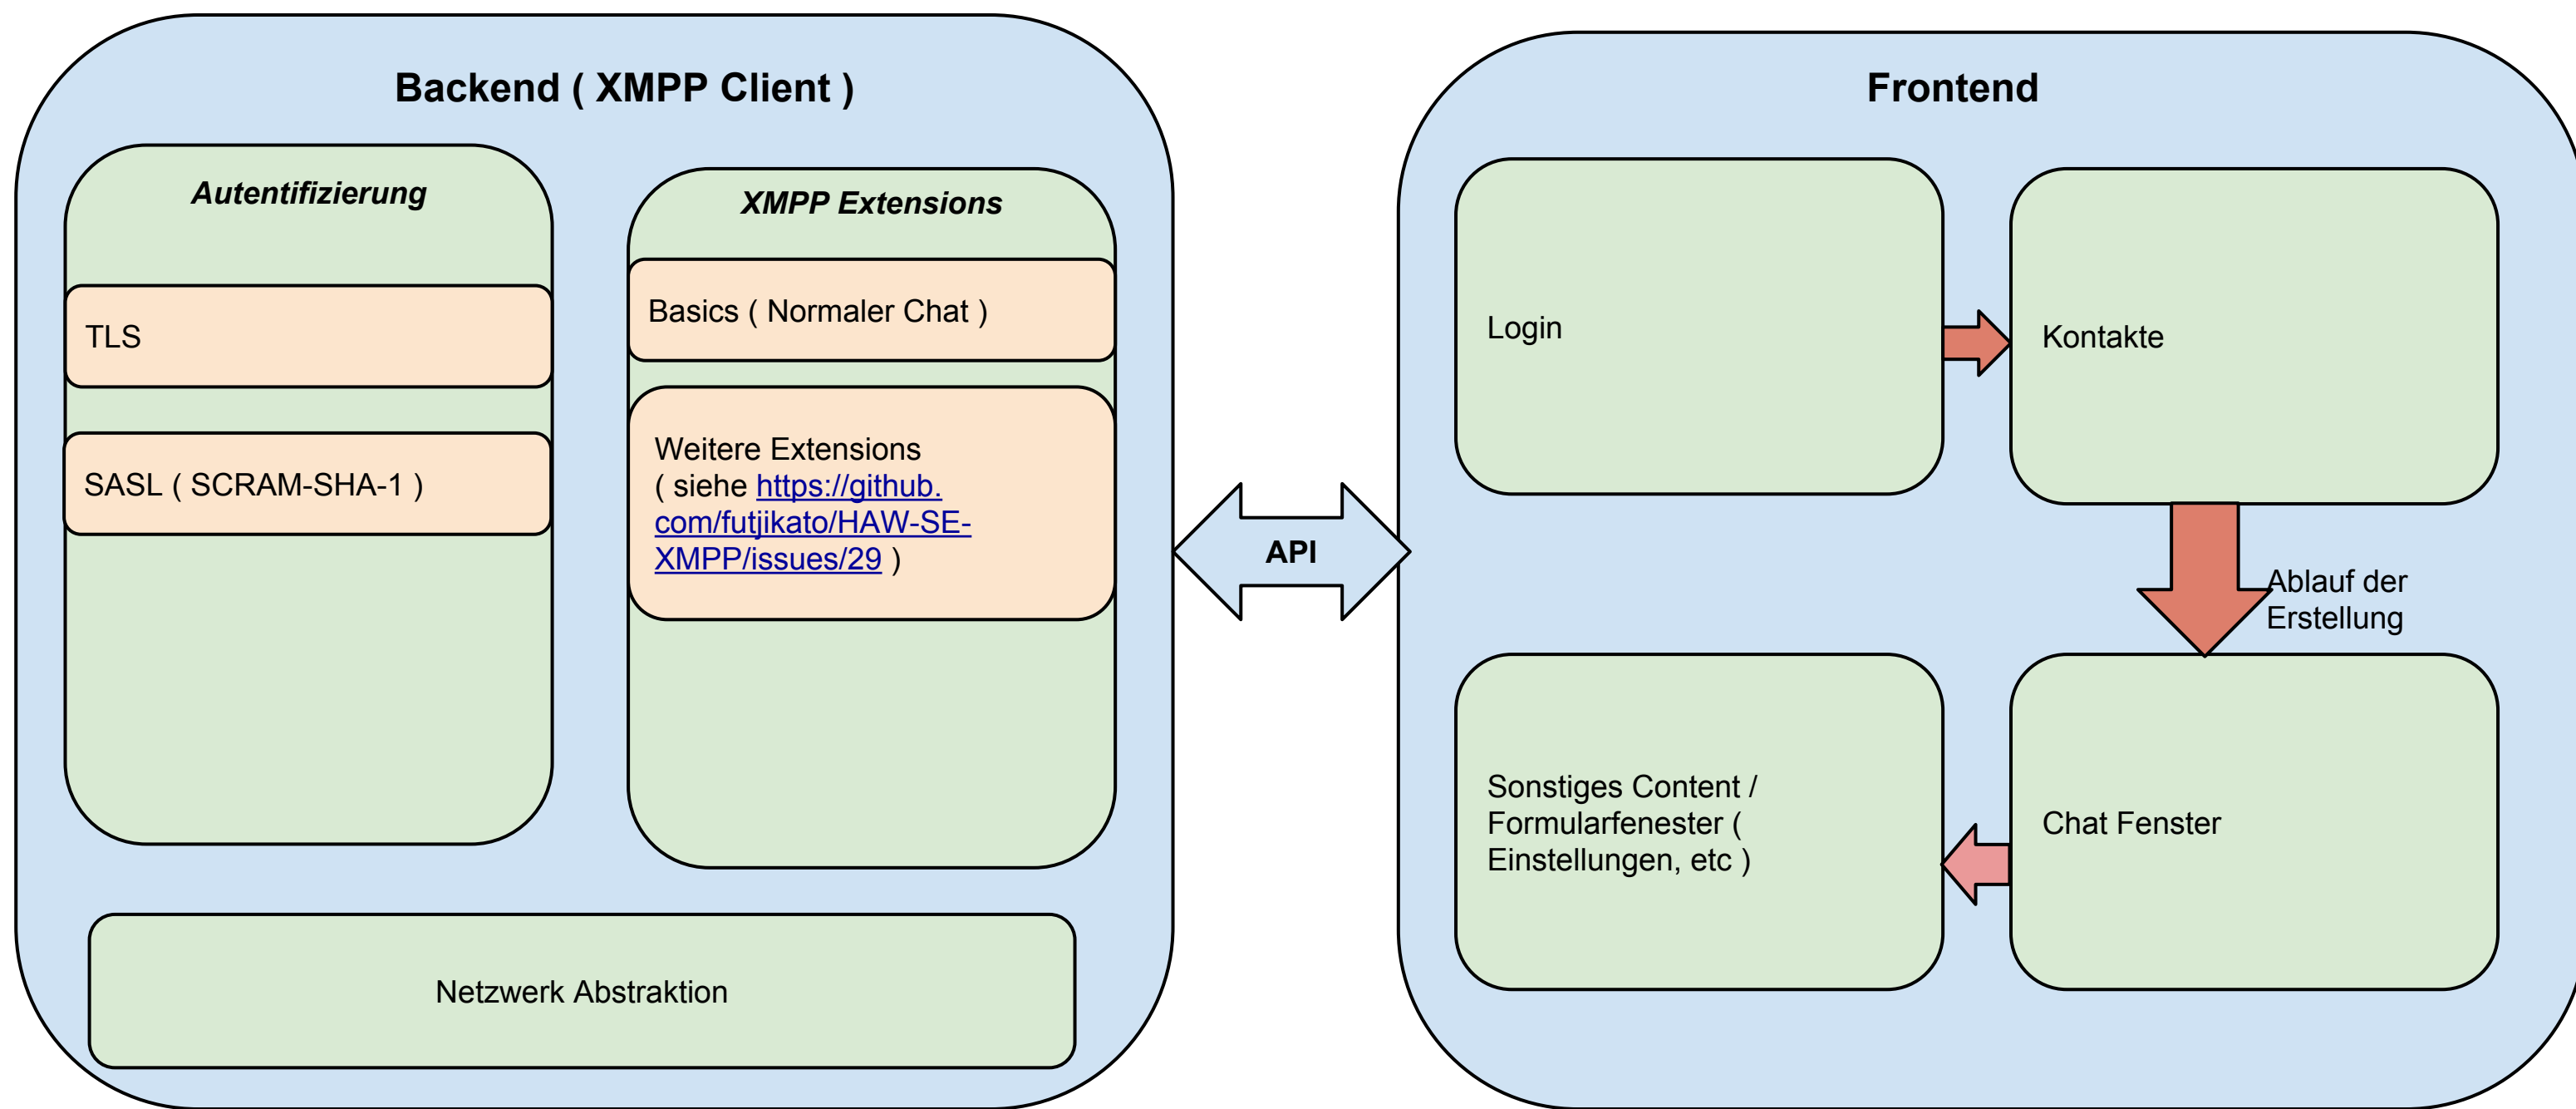 Backend ( XMPP Client )
Autentifizierung
TLS
SASL ( SCRAM-SHA-1 )
XMPP Extensions
Basics ( Normaler Chat )
Weitere Extensions
( siehe https://github.
com/futjikato/HAW-SE-
XMPP/issues/29 )
Netzwerk Abstraktion
API
Frontend
Login
Kontakte
Ablauf der
Erstellung
Sonstiges Content /
Formularfenester (
Einstellungen, etc )
Chat Fenster